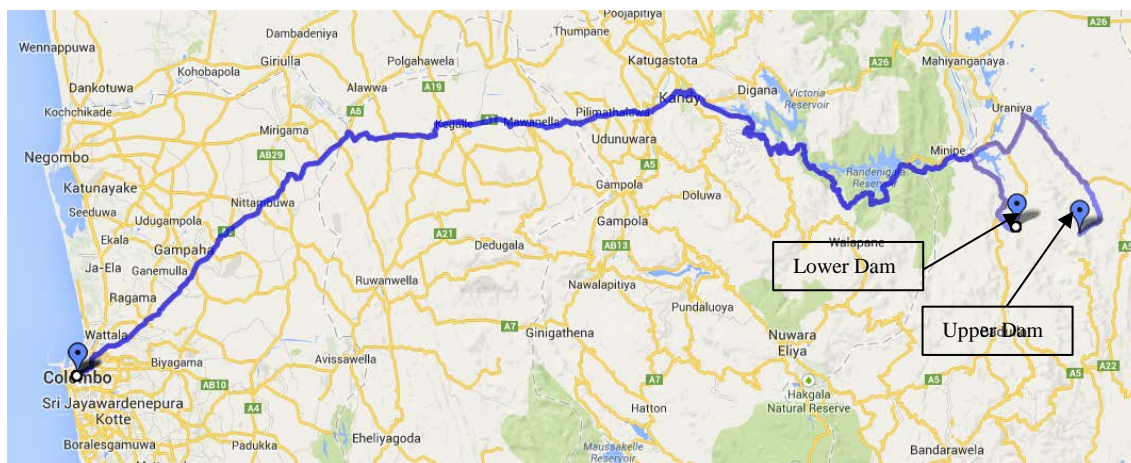 Wennappuwa
Dankotuwa
Kochchikade
Negombo
Katunayake
Seeduwa
Ekala
Ja-Ela
Ragama
Wattala
Colombo
Sri Jayawardenepura
Kotte
Boralesgamuwa
Dambadeniya
Giriulla
Kohobapola
Mirigama
AB29
Nittambuwa
Udugampola
Gampaha
Ganemulla
Biyagama
AB10
A4
Padukka
Alawwa
A6
Polgahawela
A19
Kegalle
Mawanella
A21
Dedugala
Ruwanwella
A7
Ginigathena
Avissawella
Eheliyagoda
Poojapitiya
Thumpane
Katugastota
Kandy
Pilimathalawa
Udunuwara
A5
Gampola
Doluwa
Gampola
AB13
Nawalapitiya
Pundaluoya
Nuwara
Eliya
A7
Hatton
Maussakelle
Reservoir
Hakgala
Natural Reserve
Digana
Victoria
Reservoir
A26
Mahiyanganaya
A26
Uraniya
Minipe
Randenigala
Reservoir
Walapane
Lower Dam
Upper Dam
A5
A22
A5
Bandarawela